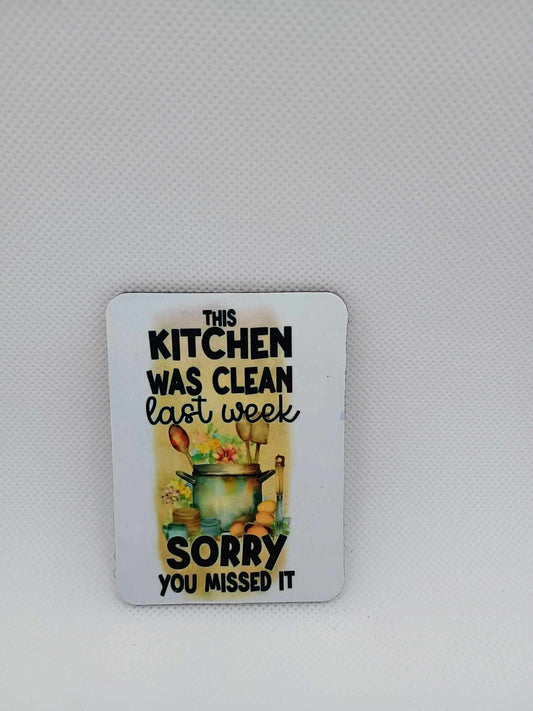 THIS
KITCHEN
WAS CLEAN
last week
SORRY
YOU MISSED IT